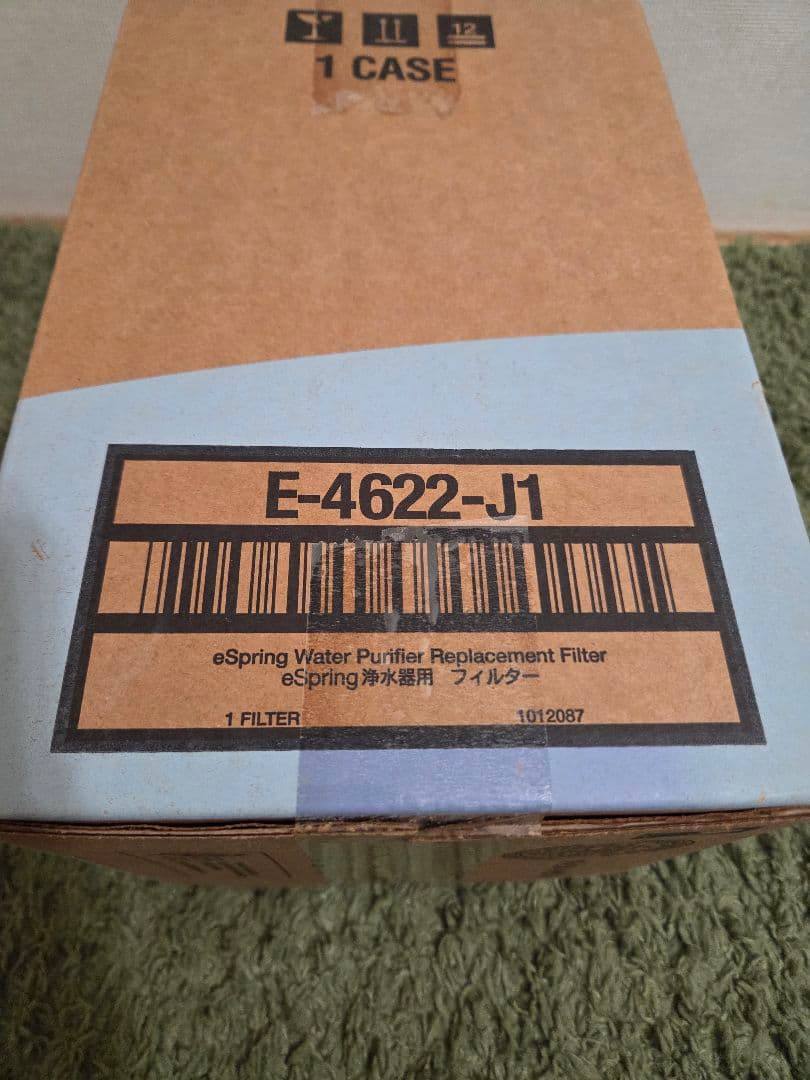 12
1 CASE
E-4622-J1
eSpring Water Purifier Replacement Filter
eSpring浄水器用 フィルター
1 FILTER 1012087